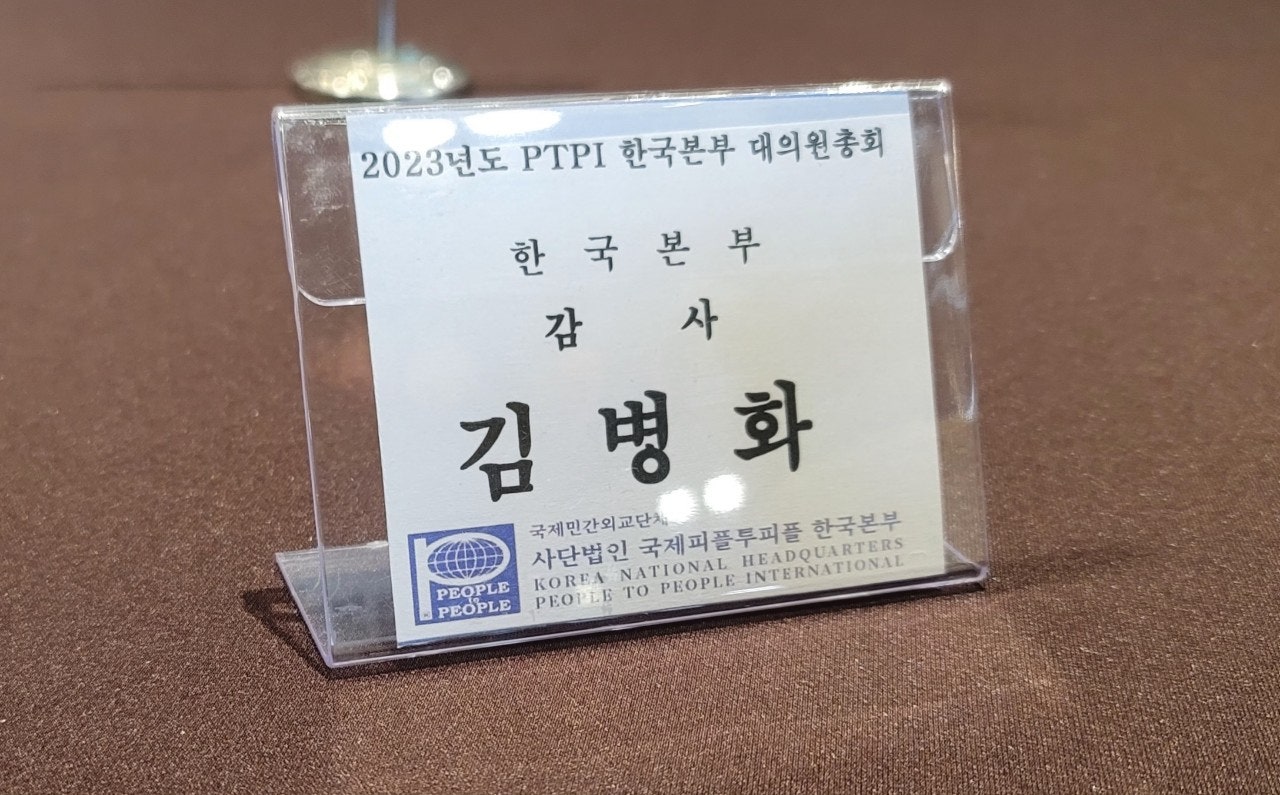 2023년도 PTPI 한국본부 대의원총회
한 국 본 부
감 사
김 병 화
국제민간외교단체
사단법인 국제피플투피플 한국본부
KOREA NATIONAL HEADQUARTERS
PEOPLE TO PEOPLE INTERNATIONAL
PEOPLE
to
PEOPLE